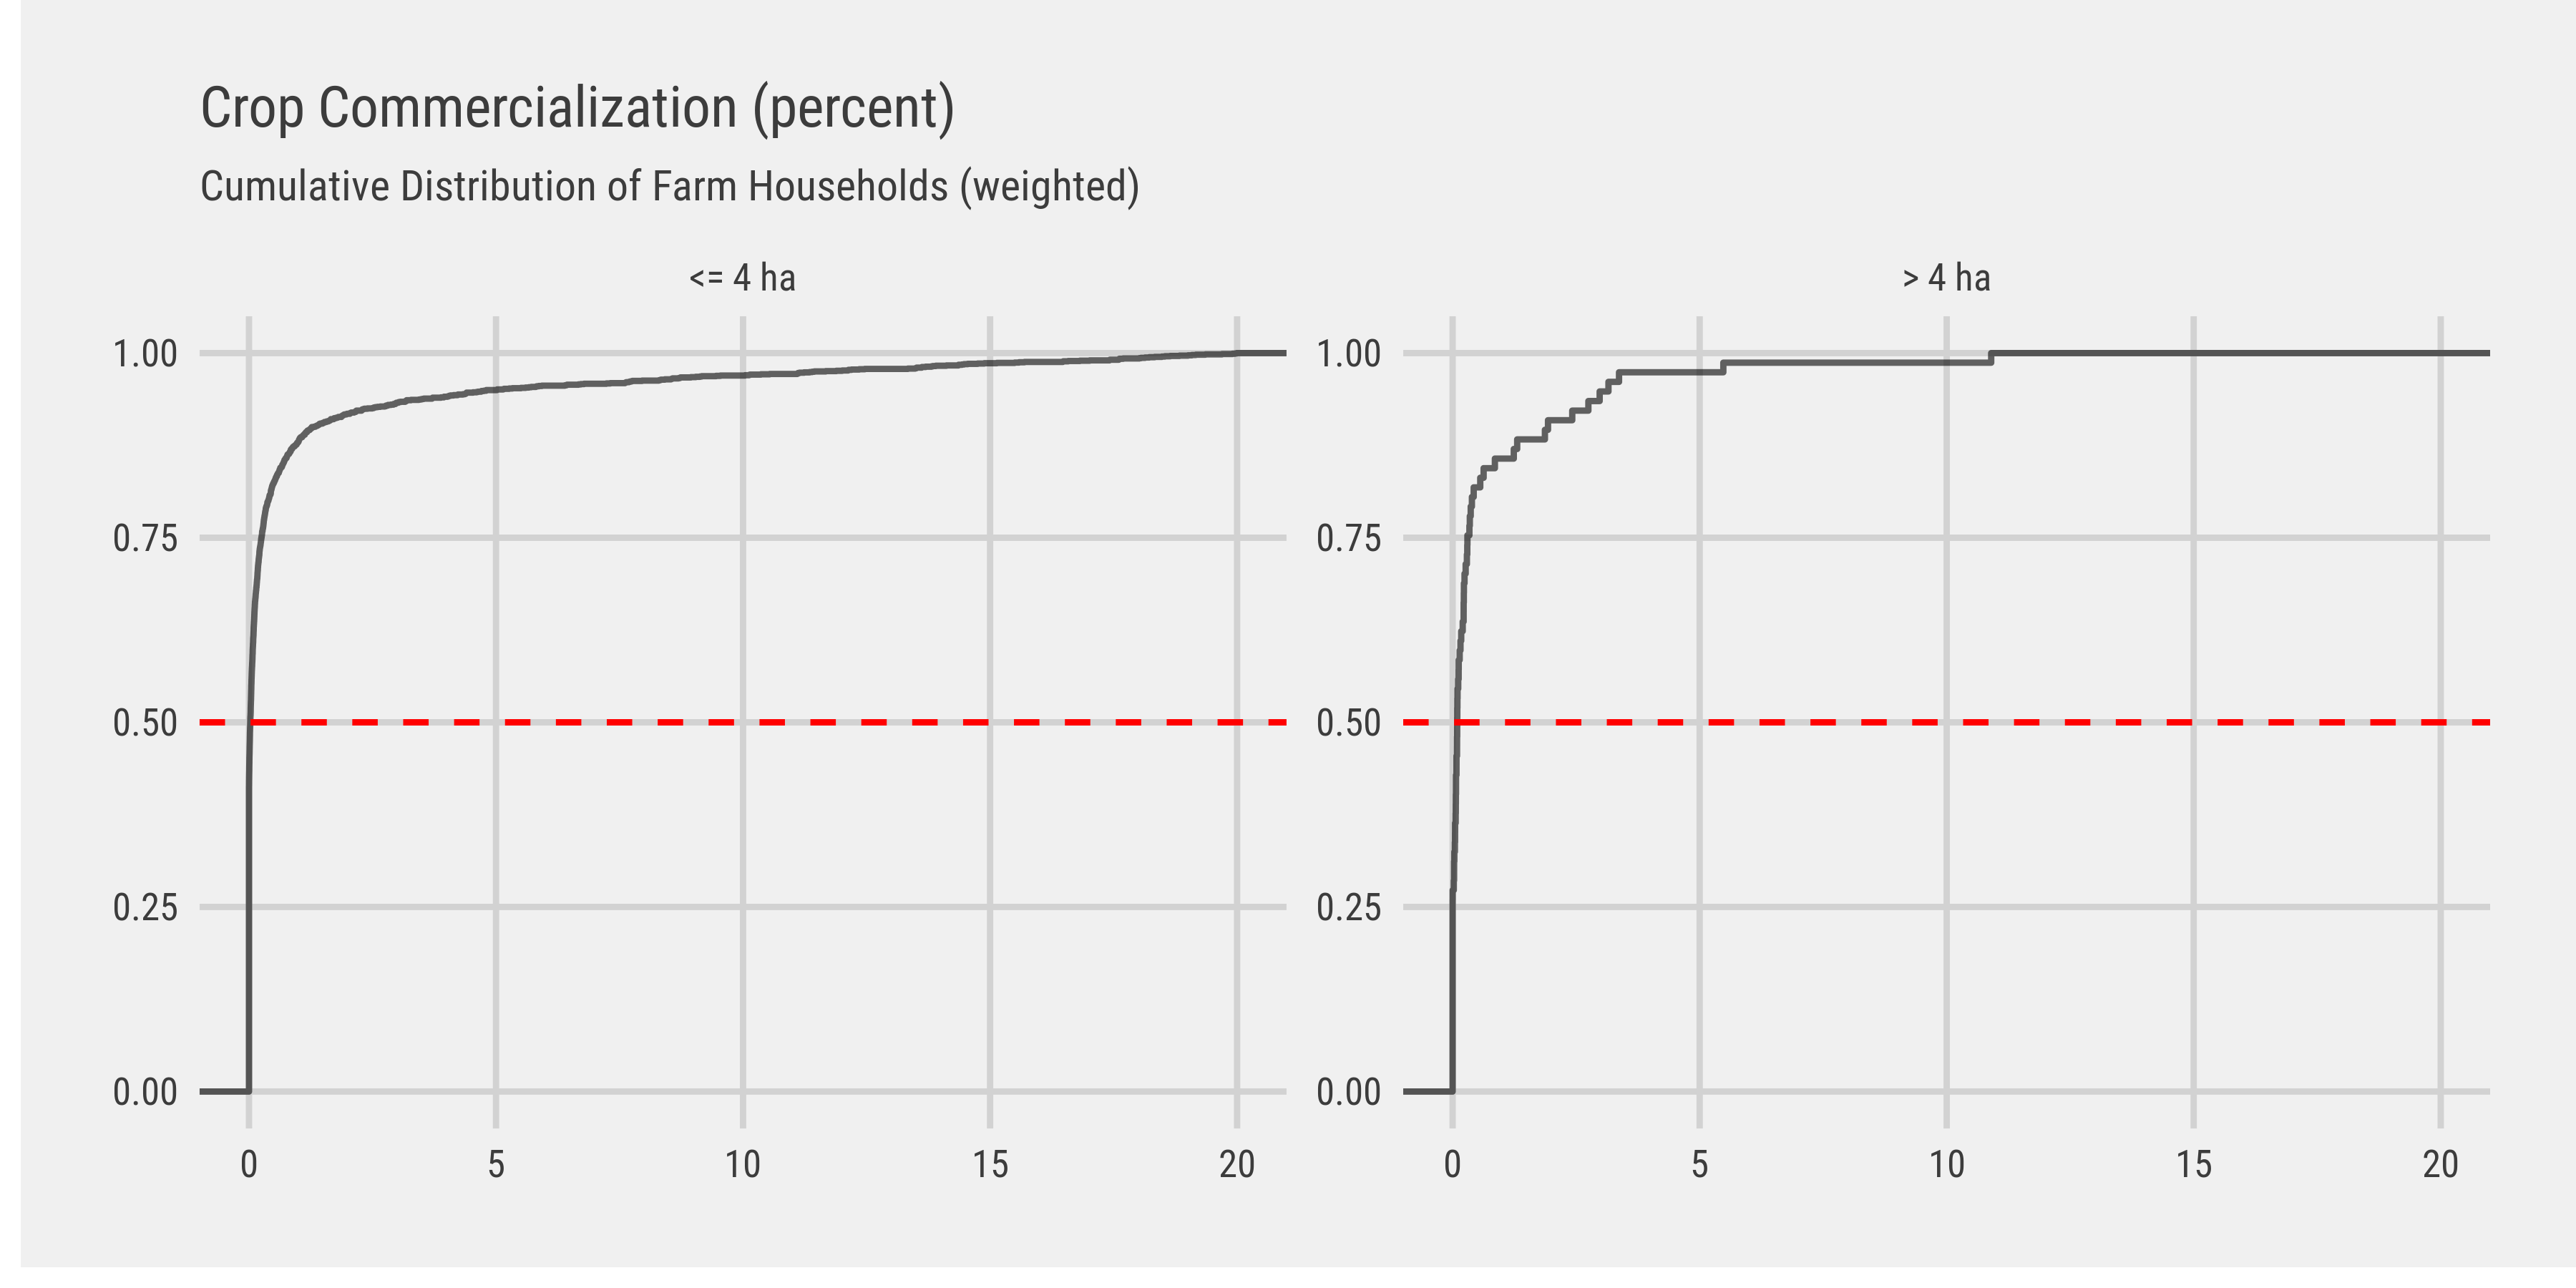 Crop Commercialization (percent)
Cumulative Distribution of Farm Households (weighted)
<= 4 ha
> 4 ha
1.00
0.75
0.50
0.25
0.00
0 5 10 15 20
1.00
0.75
0.50
0.25
0.00
0 5 10 15 20